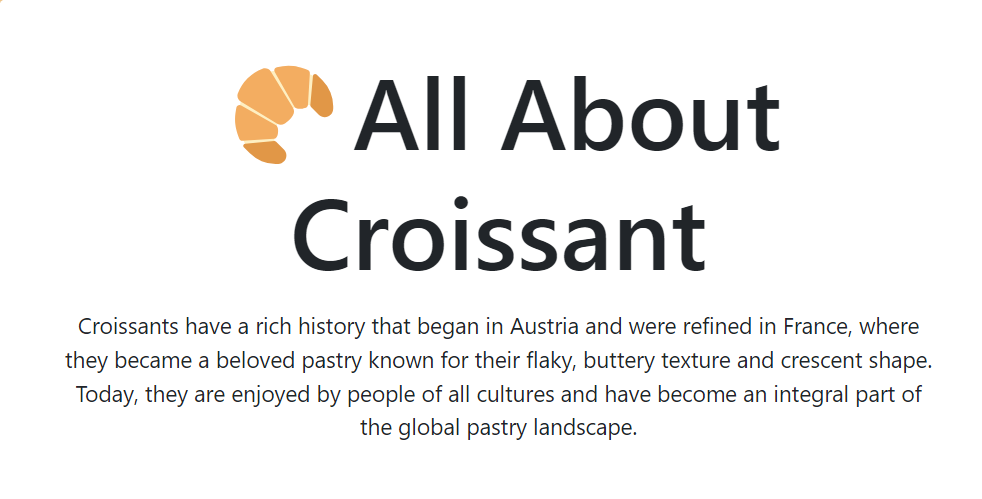 All About
Croissant
Croissants have a rich history that began in Austria and were refined in France, where
they became a beloved pastry known for their flaky, buttery texture and crescent shape.
Today, they are enjoyed by people of all cultures and have become an integral part of
the global pastry landscape.